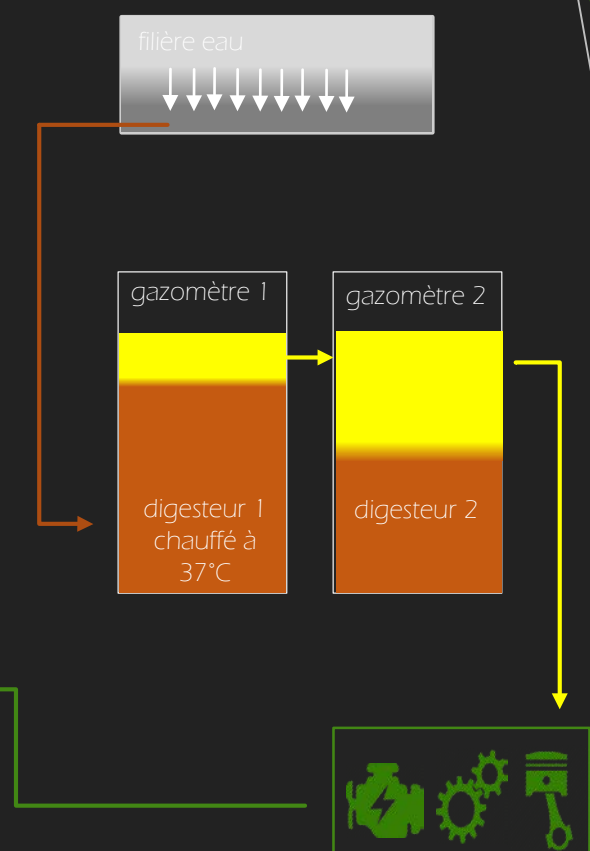 filière eau
gazomètre 1
gazomètre 2
digesteur 1
chauffé à
37°C
digesteur 2